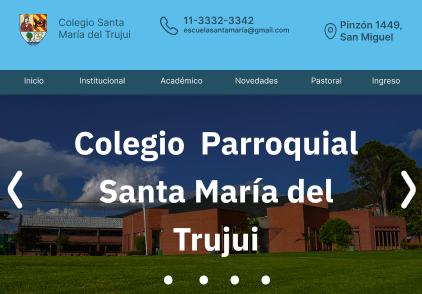 Colegio Santa
María del Trujui
11-3332-3342
escuelasantamaria@gmail.com
Pinzón 1449,
San Miguel
Inicio
Institucional
Académico
Novedades
Pastoral
Ingreso
Colegio Parroquial
Santa María del
Trujui